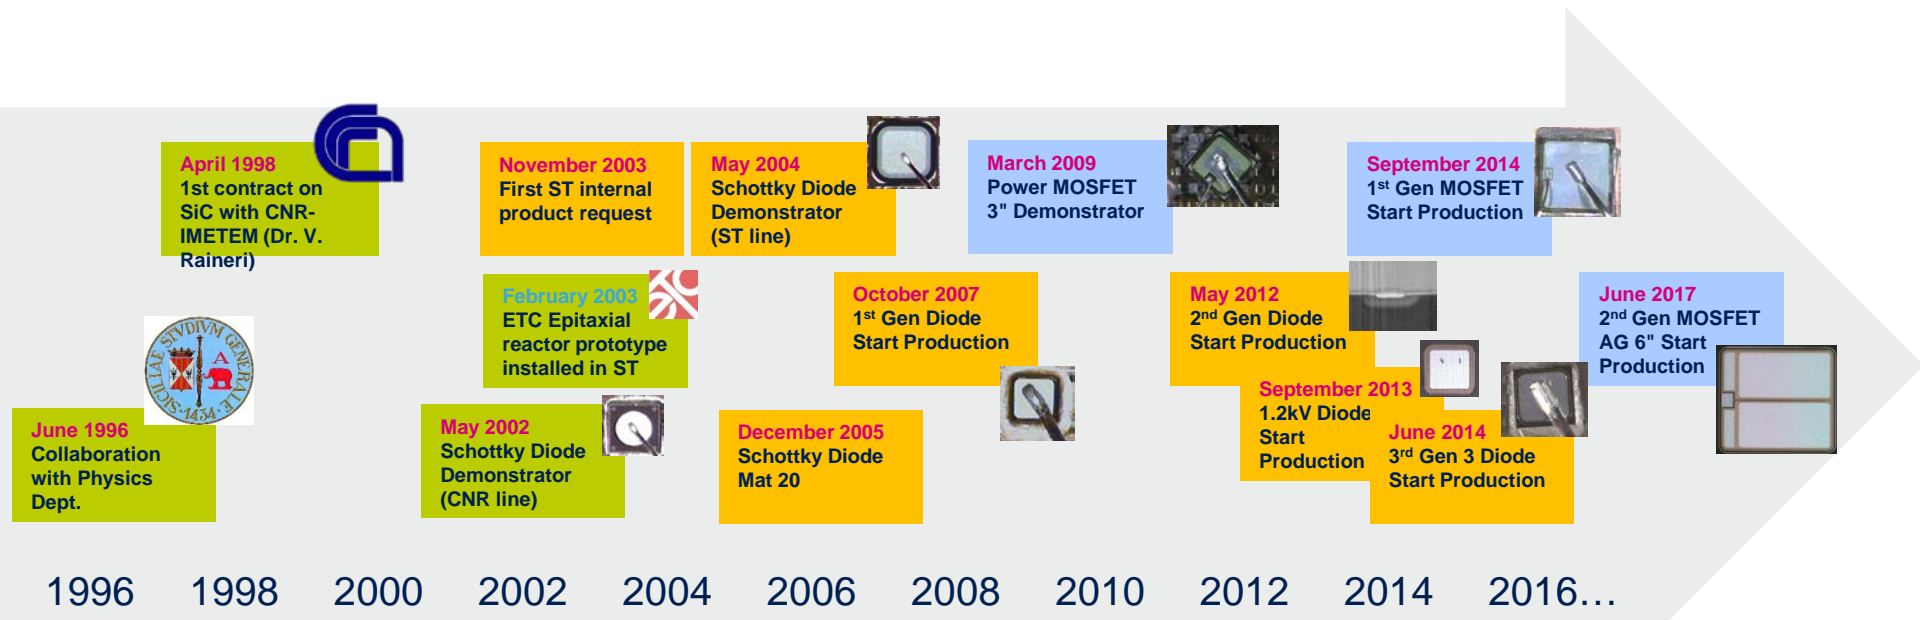 April 1998
1st contract on
SiC with CNR-
IMETEM (Dr. V.
Raineri)
November 2003
First ST internal
product request
May 2004
Schottky Diode
Demonstrator
(ST line)
March 2009
Power MOSFET
3" Demonstrator
September 2014
1st Gen MOSFET
Start Production
February 2003
ETC Epitaxial
reactor prototype
installed in ST
October 2007
1st Gen Diode
Start Production
May 2012
2nd Gen Diode
Start Production
June 2017
2nd Gen MOSFET
AG 6" Start
Production
SICILIAE STVDIVM GENERALE
A
·1434·
September 2013
1.2kV Diode
Start
Production
June 1996
Collaboration
with Physics
Dept.
May 2002
Schottky Diode
Demonstrator
(CNR line)
December 2005
Schottky Diode
Mat 20
June 2014
3rd Gen 3 Diode
Start Production
1996 1998 2000 2002 2004 2006 2008 2010 2012 2014 2016…